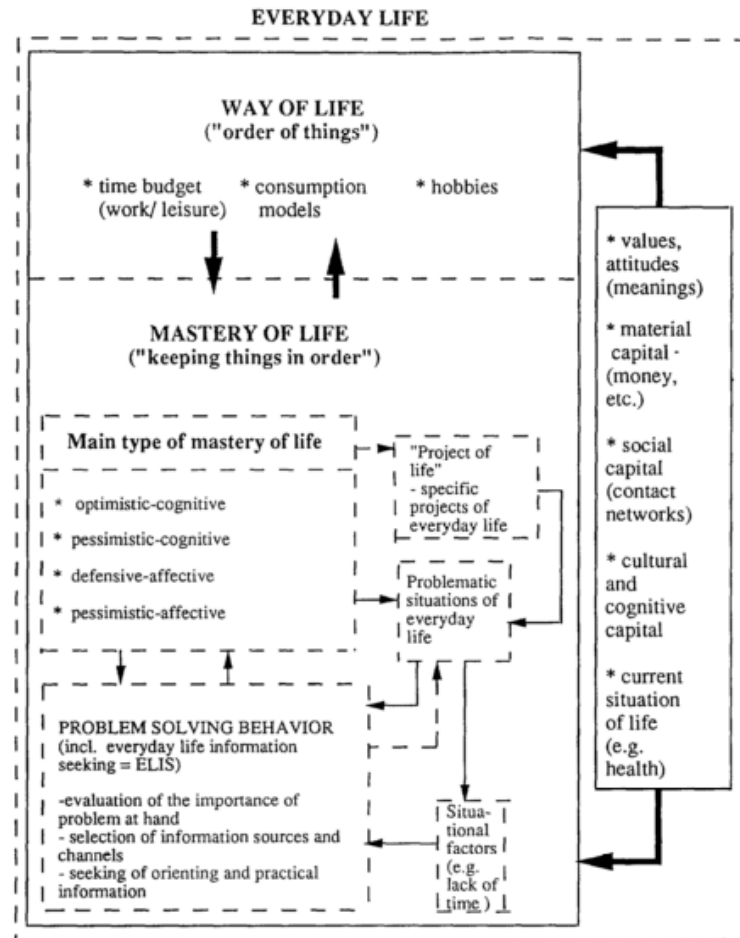 EVERYDAY LIFE
WAY OF LIFE
("order of things")
* time budget
(work/ leisure)
* consumption
models
* hobbies
MASTERY OF LIFE
("keeping things in order")
Main type of mastery of life
* optimistic-cognitive
* pessimistic-cognitive
* defensive-affective
* pessimistic-affective
"Project of
life"
- specific
projects of
everyday life
Problematic
situations of
everyday
life
PROBLEM SOLVING BEHAVIOR
(incl. everyday life information
seeking = ELIS)
-evaluation of the importance of
problem at hand
- selection of information sources and
channels
- seeking of orienting and practical
information
Situa-
tional
factors
(e.g.
lack of
time )
* values,
attitudes
(meanings)
* material
capital -
(money,
etc.)
* social
capital
(contact
networks)
* cultural
and
cognitive
capital
* current
situation
of life
(e.g.
health)